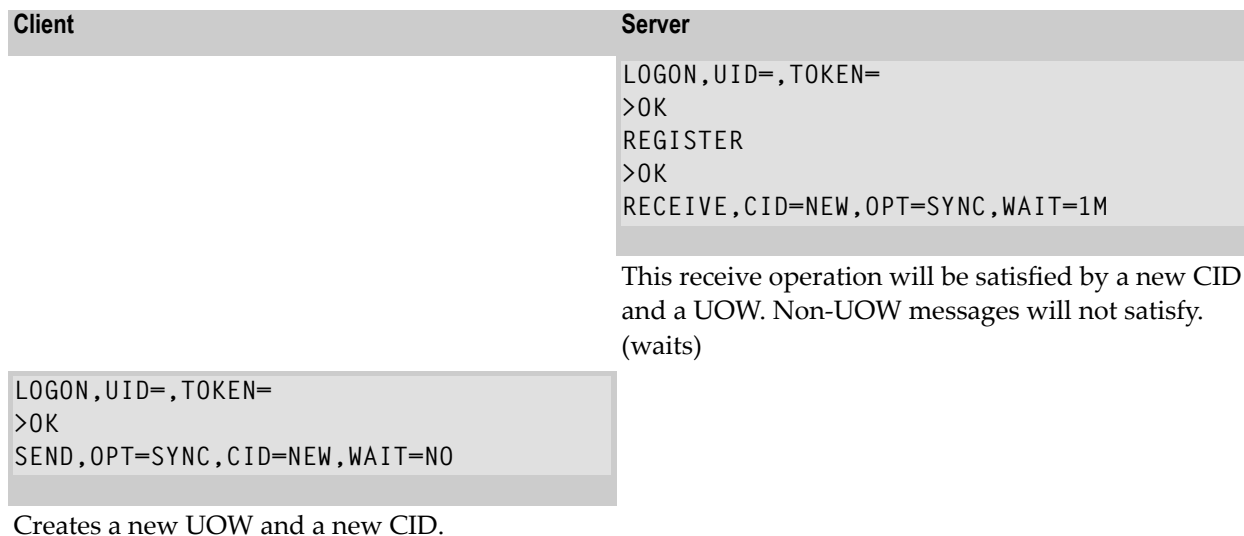 Client
Server
LOGON,UID=,TOKEN=
>OK
REGISTER
>OK
RECEIVE,CID=NEW,OPT=SYNC,WAIT=1M
This receive operation will be satisfied by a new CID
and a UOW. Non-UOW messages will not satisfy.
(waits)
LOGON,UID=,TOKEN=
>OK
SEND,OPT=SYNC,CID=NEW,WAIT=NO
Creates a new UOW and a new CID.